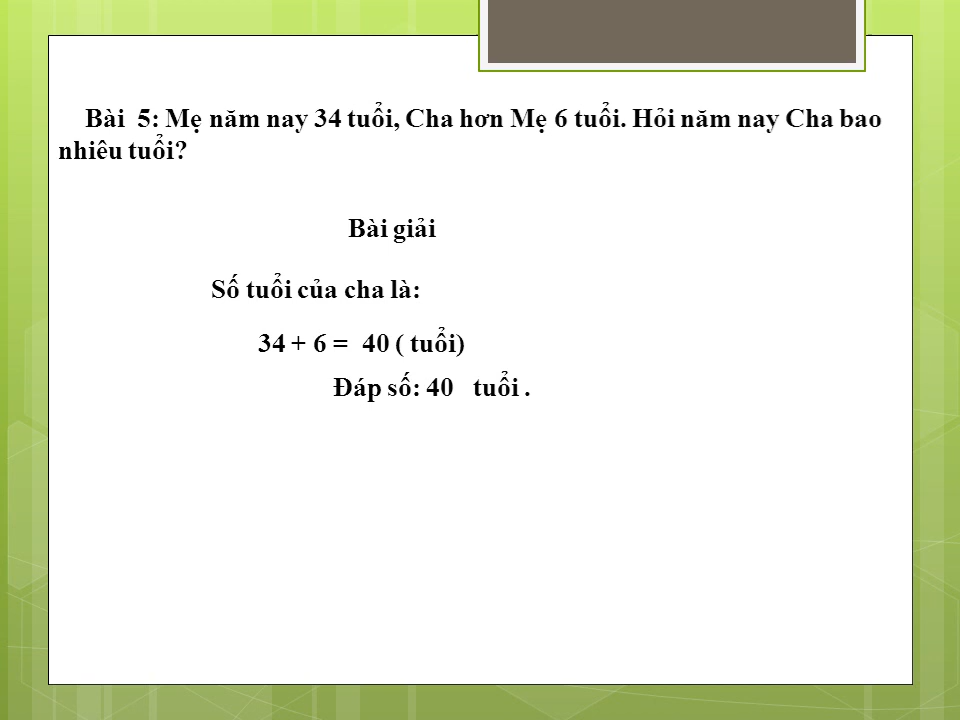 Bài 5: Mẹ năm nay 34 tuổi, Cha hơn Mẹ 6 tuổi. Hỏi năm nay Cha bao
nhiêu tuổi?
Bài giải
Số tuổi của cha là:
34 + 6 = 40 ( tuổi)
Đáp số: 40 tuổi .